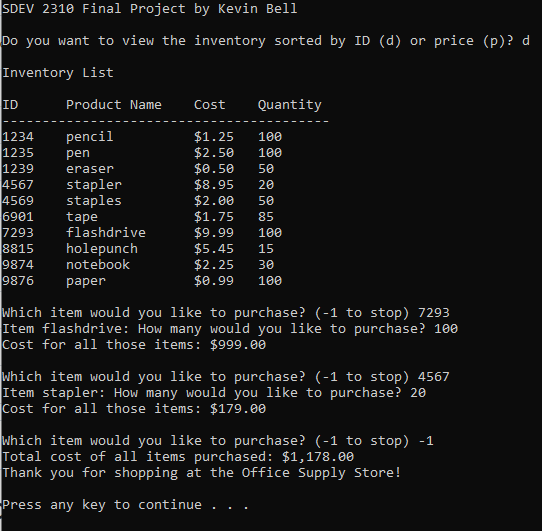 SDEV 2310 Final Project by Kevin Bell
Do you want to view the inventory sorted by ID (d) or price (p)? d
Inventory List
ID Product Name Cost Quantity
-----------------------------------------
1234 pencil $1.25 100
1235 pen $2.50 100
1239 eraser $0.50 50
4567 stapler $8.95 20
4569 staples $2.00 50
6901 tape $1.75 85
7293 flashdrive $9.99 100
8815 holepunch $5.45 15
9874 notebook $2.25 30
9876 paper $0.99 100
Which item would you like to purchase? (-1 to stop) 7293
Item flashdrive: How many would you like to purchase? 100
Cost for all those items: $999.00
Which item would you like to purchase? (-1 to stop) 4567
Item stapler: How many would you like to purchase? 20
Cost for all those items: $179.00
Which item would you like to purchase? (-1 to stop) -1
Total cost of all items purchased: $1,178.00
Thank you for shopping at the Office Supply Store!
Press any key to continue . . .